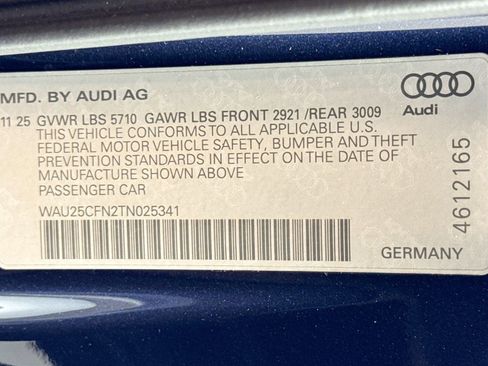 MFD. BY AUDI AG
11 25 GVWR LBS 5710 GAWR LBS FRONT 2921 /REAR 3009
THIS VEHICLE CONFORMS TO ALL APPLICABLE U.S.
FEDERAL MOTOR VEHICLE SAFETY, BUMPER AND THEFT
PREVENTION STANDARDS IN EFFECT ON THE DATE OF
MANUFACTURE SHOWN ABOVE.
PASSENGER CAR
WAU25CFN2TN025341
Audi
4612165
GERMANY